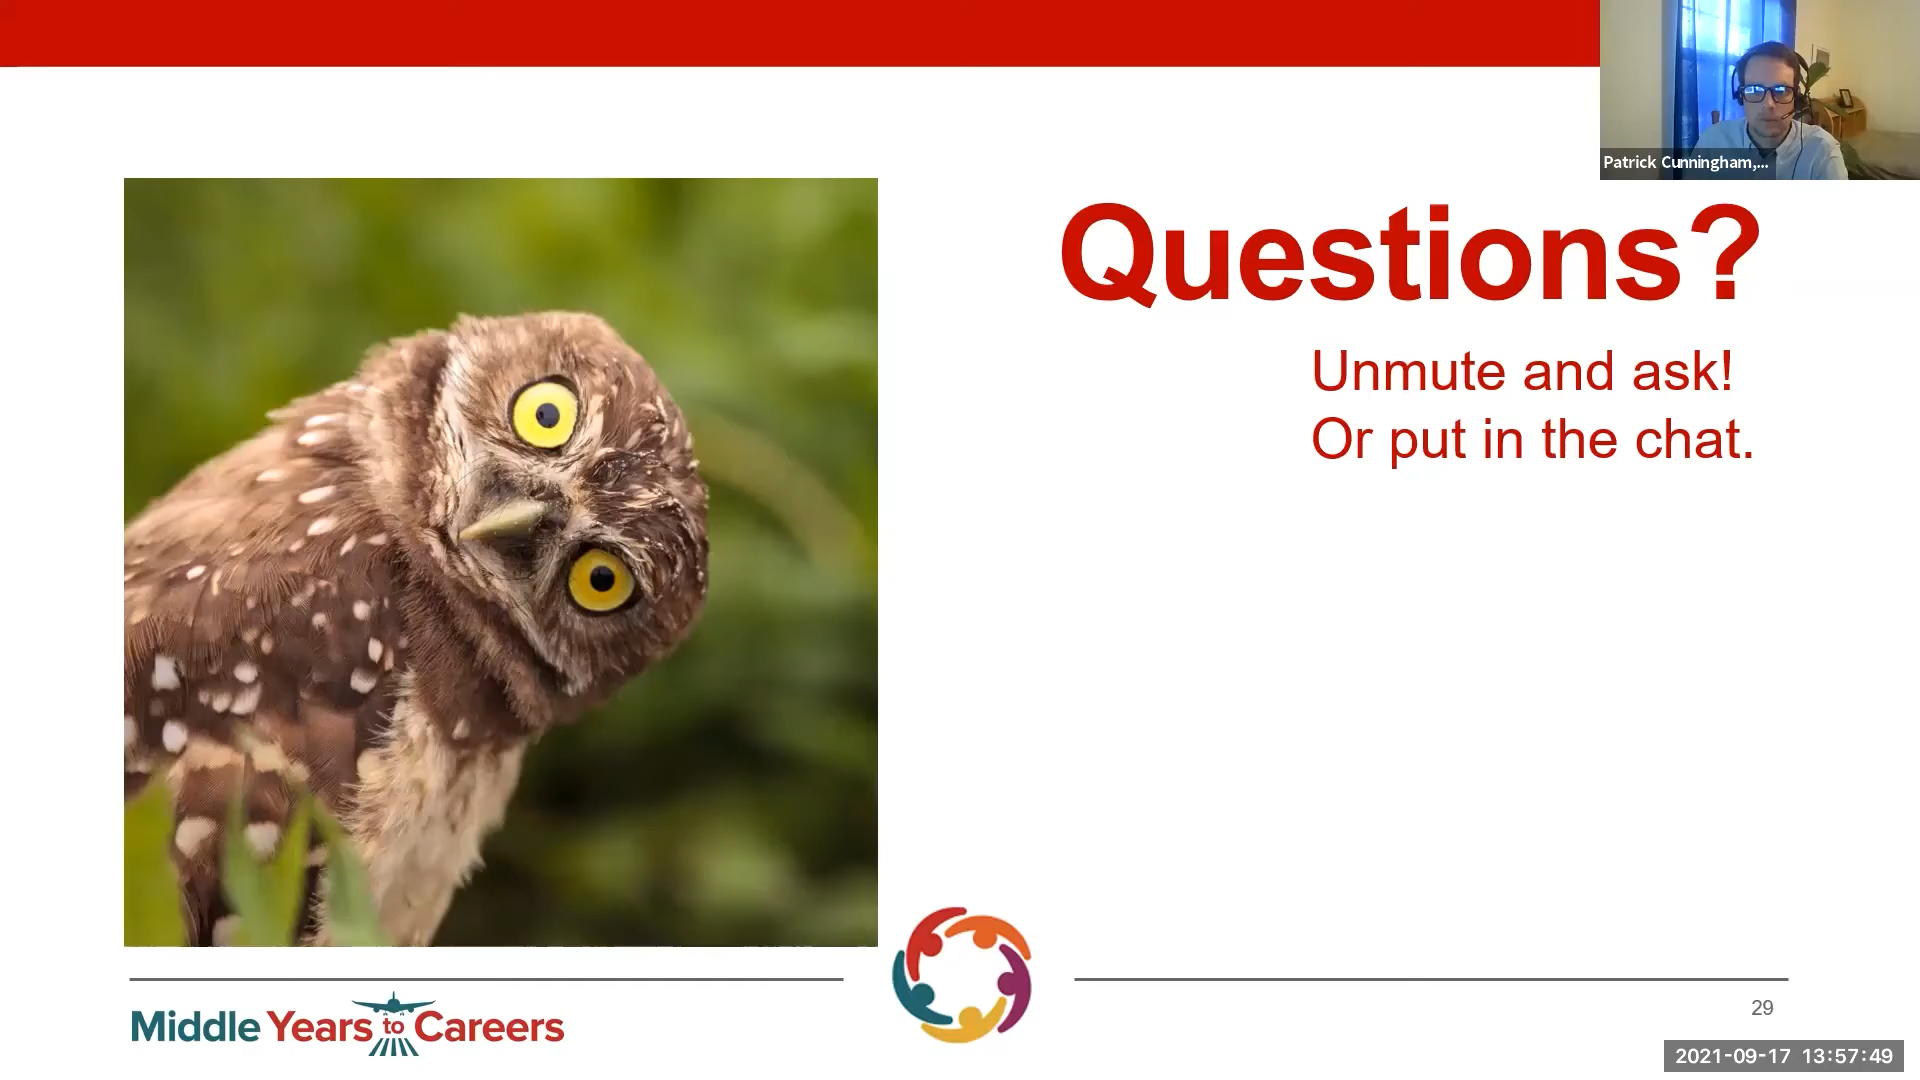 Patrick Cunningham,...
Questions?
Unmute and ask!
Or put in the chat.
Middle Years to Careers
29
2021-09-17 13:57:49